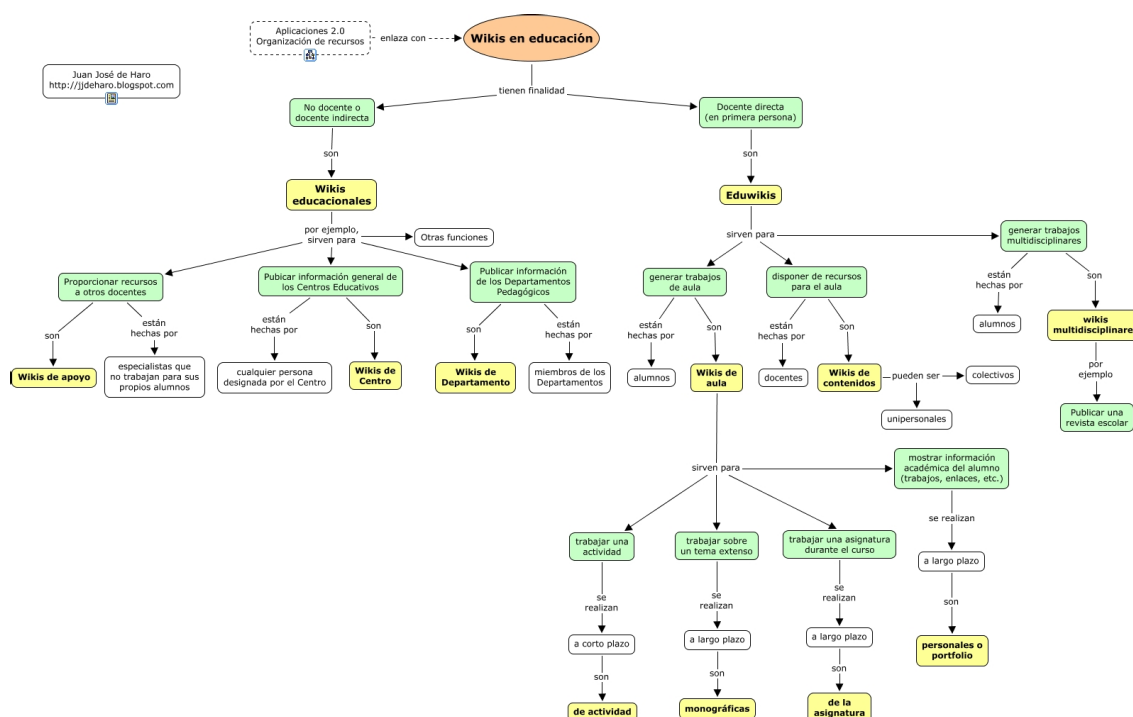 Aplicaciones 2.0
Organización de recursos
enlaza con
Wikis en educación
Juan José de Haro
http://jjdeharo.blogspot.com
tienen finalidad
No docente o
docente indirecta
Docente directa
(en primera persona)
son
son
Wikis
educacionales
Eduwikis
por ejemplo,
sirven para
Otras funciones
sirven para
generar trabajos
multidisciplinares
Proporcionar recursos
a otros docentes
Pubicar información general de
los Centros Educativos
Publicar información
de los Departamentos
Pedagógicos
generar trabajos
de aula
disponer de recursos
para el aula
están
hechas por
son
son
están
hechas por
están
hechas por
son
son
están
hechas por
están
hechas por
son
están
hechas por
son
alumnos
wikis
multidisciplinare
Wikis de apoyo
especialistas que
no trabajan para sus
propios alumnos
cualquier persona
designada por el Centro
Wikis de
Centro
Wikis de
Departamento
miembros de los
Departamentos
alumnos
Wikis de
aula
docentes
Wikis de
contenidos
pueden ser
colectivos
unipersonales
por
ejemplo
Publicar una
revista escolar
sirven para
mostrar información
académica del alumno
(trabajos, enlaces, etc.)
trabajar una
actividad
trabajar sobre
un tema extenso
trabajar una asignatura
durante el curso
se realizan
a largo plazo
se
realizan
se
realizan
se
realizan
son
a corto plazo
a largo plazo
a largo plazo
personales o
portfolio
son
son
son
de actividad
monográficas
de la
asignatura